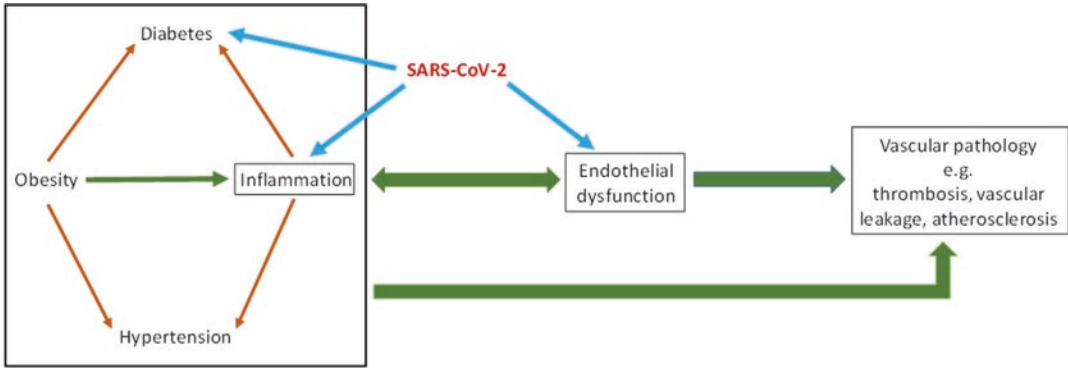 Diabetes
SARS-CoV-2
Obesity
Inflammation
Endothelial
dysfunction
Vascular pathology
e.g.
thrombosis, vascular
leakage, atherosclerosis
Hypertension